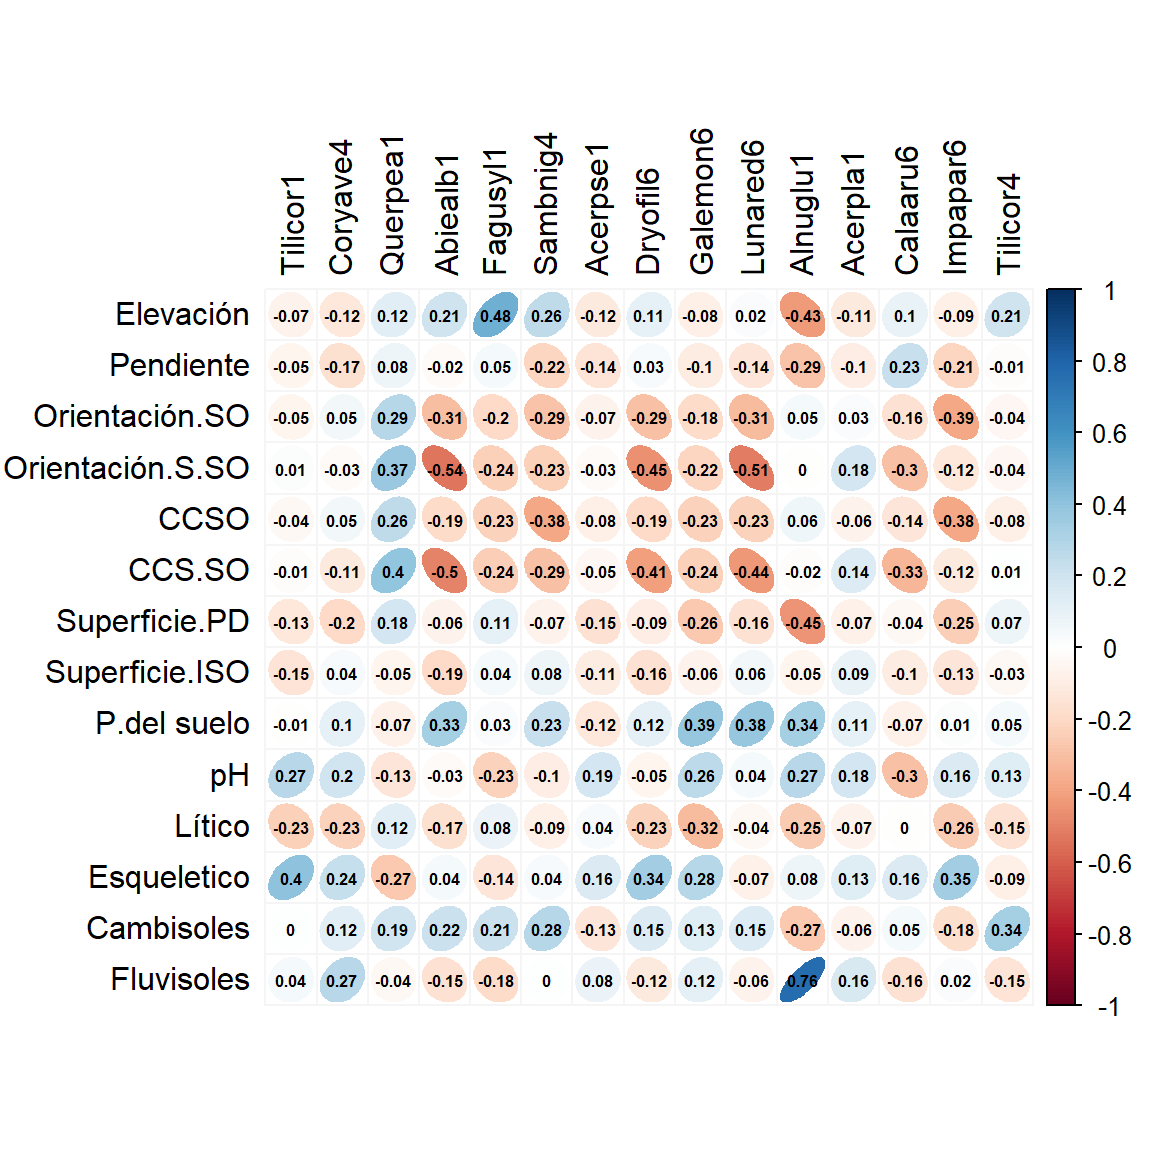 Tilicor1 Coryave4 Querpea1 Abiealb1 Fagusyl1 Sambnig4 Acerpse1 Dryofil6 Galemon6 Lunared6 Alnuglu1 Acerpla1 Calaaru6 Impapar6 Tilicor4
Elevación -0.07 -0.12 0.12 0.21 0.48 0.26 -0.12 0.11 -0.08 0.02 -0.43 -0.11 0.1 -0.09 0.21
Pendiente -0.05 -0.17 0.08 -0.02 0.05 -0.22 -0.14 0.03 -0.1 -0.14 -0.29 -0.1 0.23 -0.21 -0.01
Orientación.SO -0.05 0.05 0.29 -0.31 -0.2 -0.29 -0.07 -0.29 -0.18 -0.31 0.05 0.03 -0.16 -0.39 -0.04
Orientación.S.SO 0.01 -0.03 0.37 -0.54 -0.24 -0.23 -0.03 -0.45 -0.22 -0.51 0 0.18 -0.3 -0.12 -0.04
CCSO -0.04 0.05 0.26 -0.19 -0.23 -0.38 -0.08 -0.19 -0.23 -0.23 0.06 -0.06 -0.14 -0.38 -0.08
CCS.SO -0.01 -0.11 0.4 -0.5 -0.24 -0.29 -0.05 -0.41 -0.24 -0.44 -0.02 0.14 -0.33 -0.12 0.01
Superficie.PD -0.13 -0.2 0.18 -0.06 0.11 -0.07 -0.15 -0.09 -0.26 -0.16 -0.45 -0.07 -0.04 -0.25 0.07
Superficie.ISO -0.15 0.04 -0.05 -0.19 0.04 0.08 -0.11 -0.16 -0.06 0.06 -0.05 0.09 -0.1 -0.13 -0.03
P.del suelo -0.01 0.1 -0.07 0.33 0.03 0.23 -0.12 0.12 0.39 0.38 0.34 0.11 -0.07 0.01 0.05
pH 0.27 0.2 -0.13 -0.03 -0.23 -0.1 0.19 -0.05 0.26 0.04 0.27 0.18 -0.3 0.16 0.13
Lítico -0.23 -0.23 0.12 -0.17 0.08 -0.09 0.04 -0.23 -0.32 -0.04 -0.25 -0.07 0 -0.26 -0.15
Esqueletico 0.4 0.24 -0.27 0.04 -0.14 0.04 0.16 0.34 0.28 -0.07 0.08 0.13 0.16 0.35 -0.09
Cambisoles 0 0.12 0.19 0.22 0.21 0.28 -0.13 0.15 0.13 0.15 -0.27 -0.06 0.05 -0.18 0.34
Fluvisoles 0.04 0.27 -0.04 -0.15 -0.18 0 0.08 -0.12 0.12 -0.06 0.76 0.16 -0.16 0.02 -0.15
1
0.8
0.6
0.4
0.2
0
-0.2
-0.4
-0.6
-0.8
-1